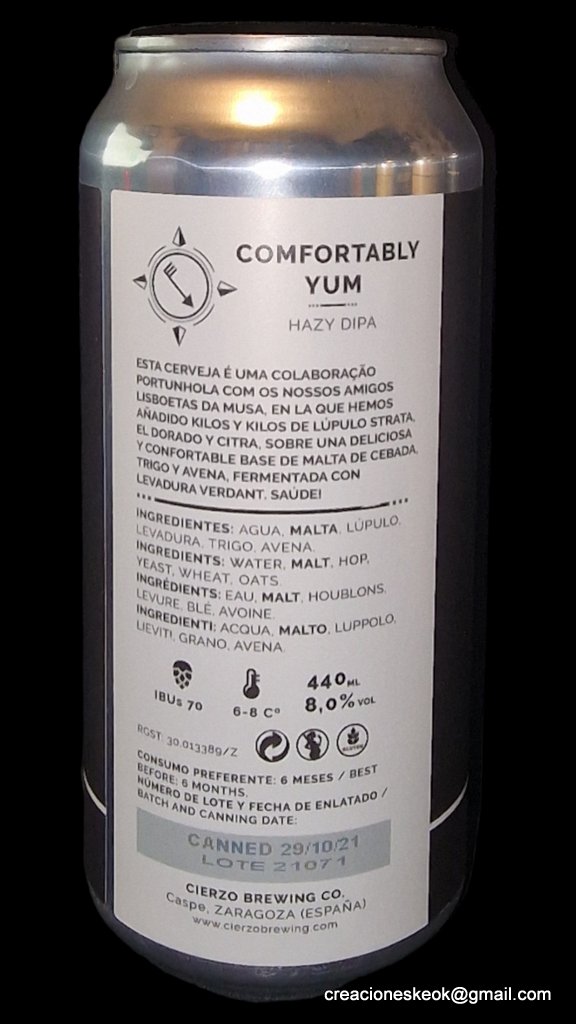 COMFORTABLY
YUM
HAZY DIPA
ESTA CERVEJA É UMA COLABORAÇÃO
PORTUNHOLA COM OS NOSSOS AMIGOS
LISBOETAS DA MUSA, EN LA QUE HEMOS
AÑADIDO KILOS Y KILOS DE LÚPULO STRATA,
EL DORADO Y CITRA, SOBRE UNA DELICIOSA
Y CONFORTABLE BASE DE MALTA DE CEBADA,
TRIGO Y AVENA, FERMENTADA CON
LEVADURA VERDANT. SAÚDE!
INGREDIENTES: AGUA, MALTA, LÚPULO,
LEVADURA, TRIGO, AVENA.
INGREDIENTS: WATER, MALT, HOP,
YEAST, WHEAT, OATS.
INGRÉDIENTS: EAU, MALT, HOUBLONS,
LEVURE, BLÉ, AVOINE.
INGREDIENTI: ACQUA, MALTO, LUPPOLO,
LIEVITI, GRANO, AVENA.
IBUs 70
6-8 Cº
440ML
8,0% VOL
RGST: 30.013389/Z
GLUTEN
CONSUMO PREFERENTE: 6 MESES / BEST
BEFORE: 6 MONTHS.
NÚMERO DE LOTE Y FECHA DE ENLATADO /
BATCH AND CANNING DATE:
CANNED 29/10/21
LOTE 21071
CIERZO BREWING CO.
Caspe, ZARAGOZA (ESPAÑA)
www.cierzobrewing.com
creacioneskeok@gmail.com